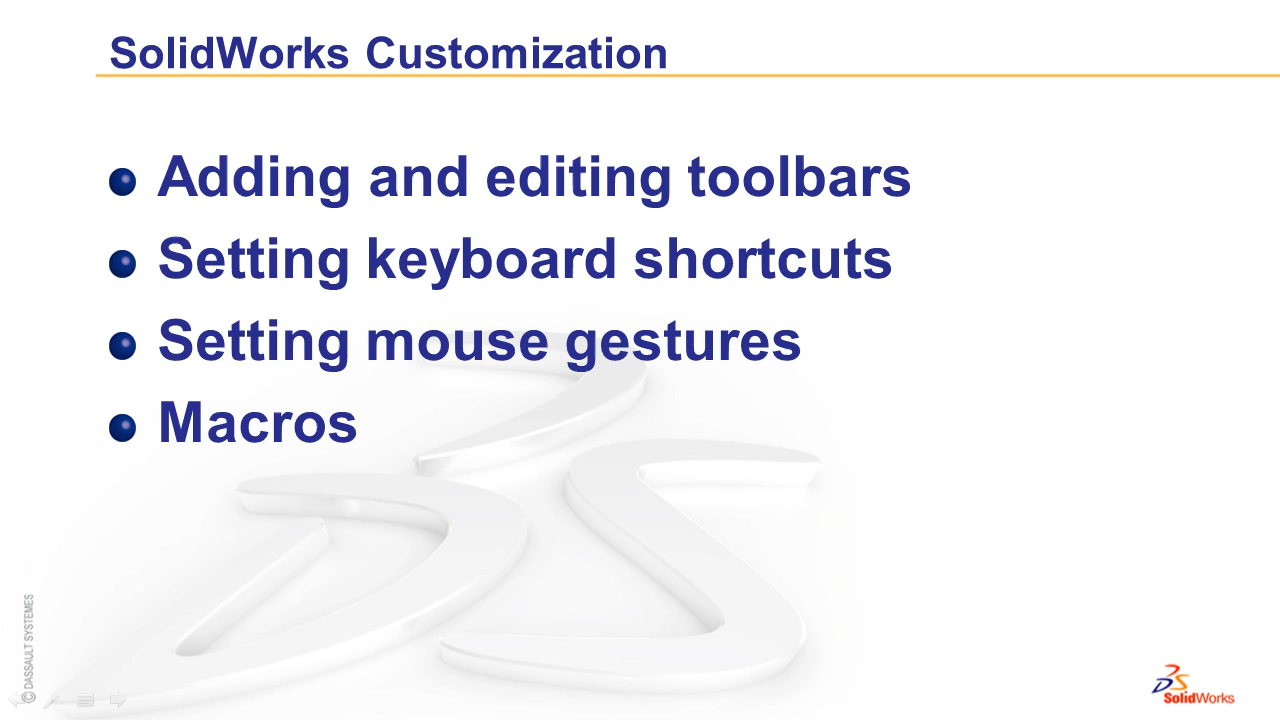 SolidWorks Customization
Adding and editing toolbars
Setting keyboard shortcuts
Setting mouse gestures
Macros
© DASSAULT SYSTEMES
SolidWorks